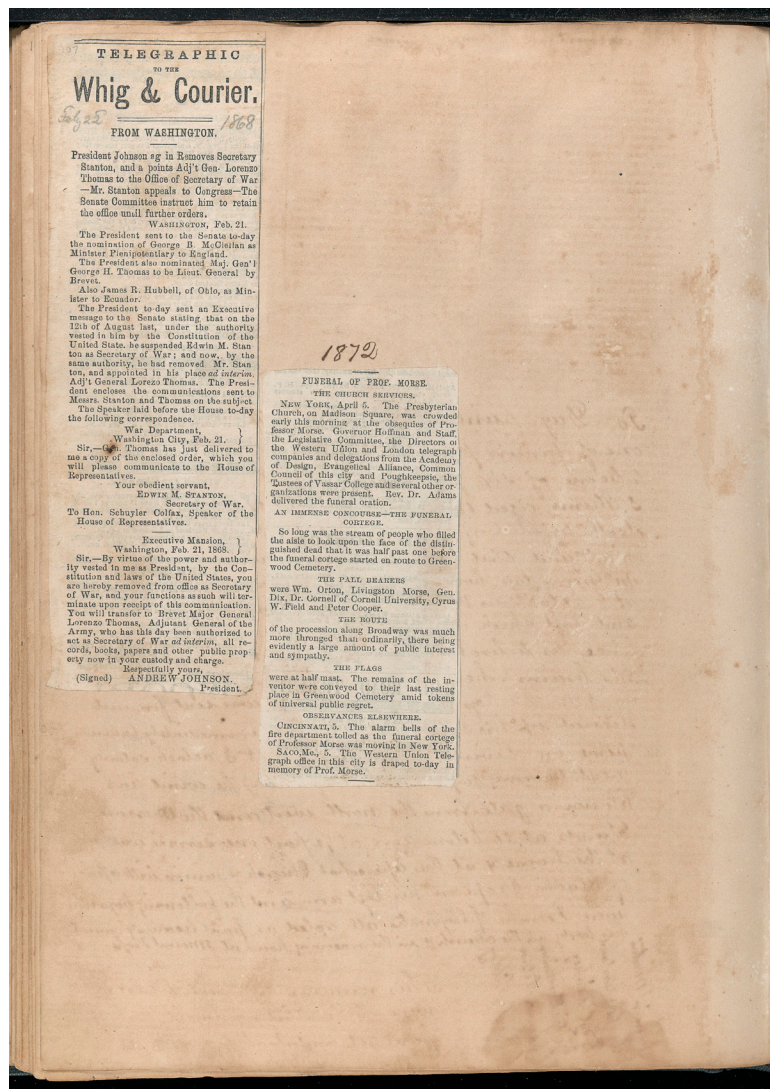 TELEGRAPHIC
TO THE
Whig & Courier.
Feb 22 1868
FROM WASHINGTON.
President Johnson ag in Removes Secretary
Stanton, and a points Adj't Gen. Lorenzo
Thomas to the Office of Secretary of War
—Mr. Stanton appeals to Congress—The
Senate Committee instruct him to retain
the office until further orders.
WASHINGTON, Feb. 21.
The President sent to the Senate to-day
the nomination of George B. McClellan as
Minister Plenipotentiary to England.
The President also nominated Maj. Gen'l
George H. Thomas to be Lieut. General by
Brevet.
Also James R. Hubbell, of Ohio, as Min-
ister to Ecuador.
The President to-day sent an Executive
message to the Senate stating, that on the
12th of August last, under the authority
vested in him by the Constitution of the
United State. he suspended Edwin M. Stan
ton as Secretary of War; and now, by the
same authority, he had removed Mr. Stan
ton, and appointed in his place ad interim,
Adj't General Lorezo Thomas. The Presi-
dent encloses the communications sent to
Messrs. Stanton and Thomas on the subject
The Speaker laid before the House to-day
the following correspondence.
War Department, }
Washington City, Feb. 21. }
Sir,—Gen. Thomas has just delivered to
me a copy of the enclosed order, which you
will please communicate to the House of
Representatives.
Your obedient servant,
EDWIN M. STANTON,
Secretary of War.
To Hon. Schuyler Colfax, Speaker of the
House of Representatives.
Executive Mansion, }
Washington, Feb. 21, 1868. }
Sir,—By virtue of the power and author-
ity vested in me as President, by the Con-
stitution and laws of the United States, you
are hereby removed from office as Secretary
of War, and your functions as such will ter-
minate upon receipt of this communication.
You will transfer to Brevet Major General
Lorenzo Thomas, Adjutant General of the
Army, who has this day been authorized to
act as Secretary of War ad interim, all re-
cords, books, papers and other public prop
erty now in your custody and charge.
Respectfully yours,
(Signed) ANDREW JOHNSON,
President.
1872
FUNERAL OF PROF. MORSE.
THE CHURCH SERVICES.
NEW YORK, April 5. The Presbyterian
Church, on Madison Square, was crowded
early this morning at the obsequies of Pro-
fessor Morse. Governor Hoffman and Staff,
the Legislative Committee, the Directors of
the Western Union and London telegraph
companies and delegations from the Academy
of Design, Evangelical Alliance, Common
Council of this city and Poughkeepsie, the
Trustees of Vassar College and several other or-
ganizations were present. Rev. Dr. Adams
delivered the funeral oration.
AN IMMENSE CONCOURSE—THE FUNERAL
CORTEGE.
So long was the stream of people who filled
the aisle to look upon the face of the distin-
guished dead that it was half past one before
the funeral cortege started en route to Green-
wood Cemetery.
THE PALL BEARERS
were Wm. Orton, Livingston Morse, Gen.
Dix, Dr. Cornell of Cornell University, Cyrus
W. Field and Peter Cooper.
THE ROUTE
of the procession along Broadway was much
more thronged than ordinarily, there being
evidently a large amount of public interest
and sympathy.
THE FLAGS
were at half mast. The remains of the in-
ventor were conveyed to their last resting
place in Greenwood Cemetery amid tokens
of universal public regret.
OBSERVANCES ELSEWHERE.
CINCINNATI, 5. The alarm bells of the
fire department tolled as the funeral cortege
of Professor Morse was moving in New York.
SACO, Me., 5. The Western Union Tele-
graph office in this city is draped to-day in
memory of Prof. Morse.